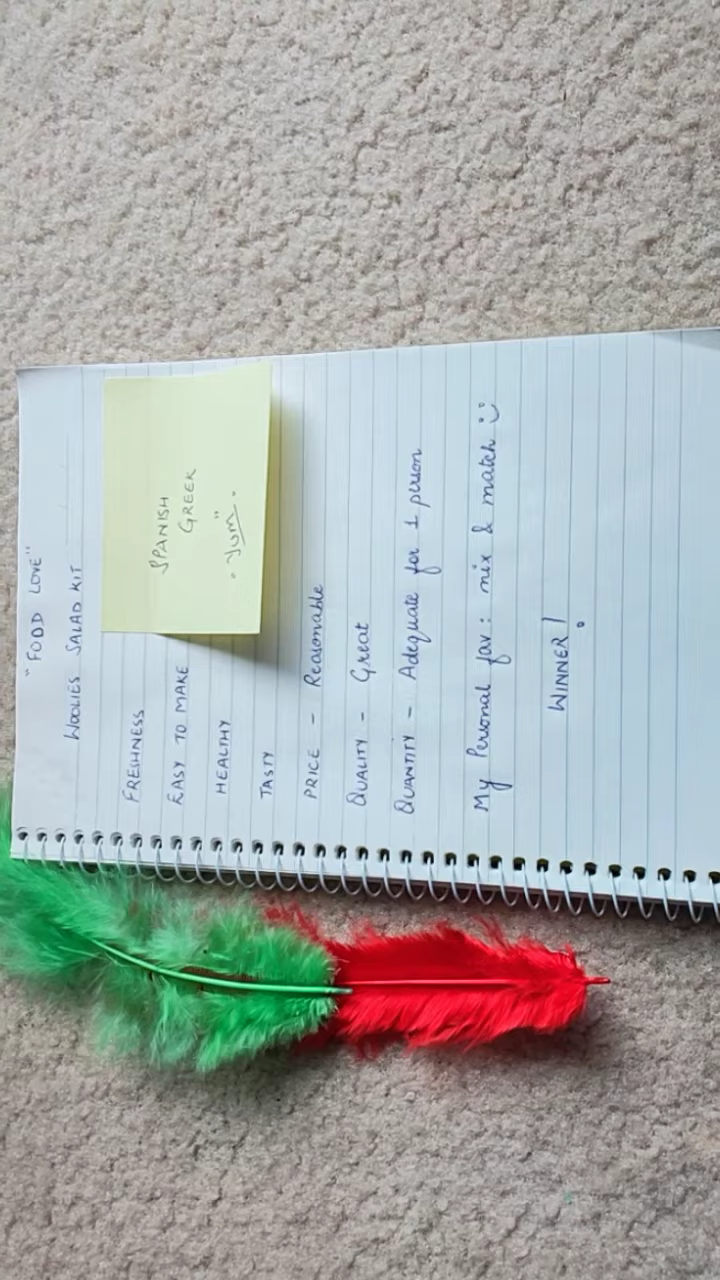 "FODD LOVE"
WOOLIES SALAD KIT
FRESHNESS
EASY TO MAKE
HEALTHY
TASTY
SPANISH
GREEK
"YUM"
PRICE - Reasonable
QUALITY - Great
QUANTITY - Adequate for 1 person
My Personal fav: mix & match :)
WINNER!